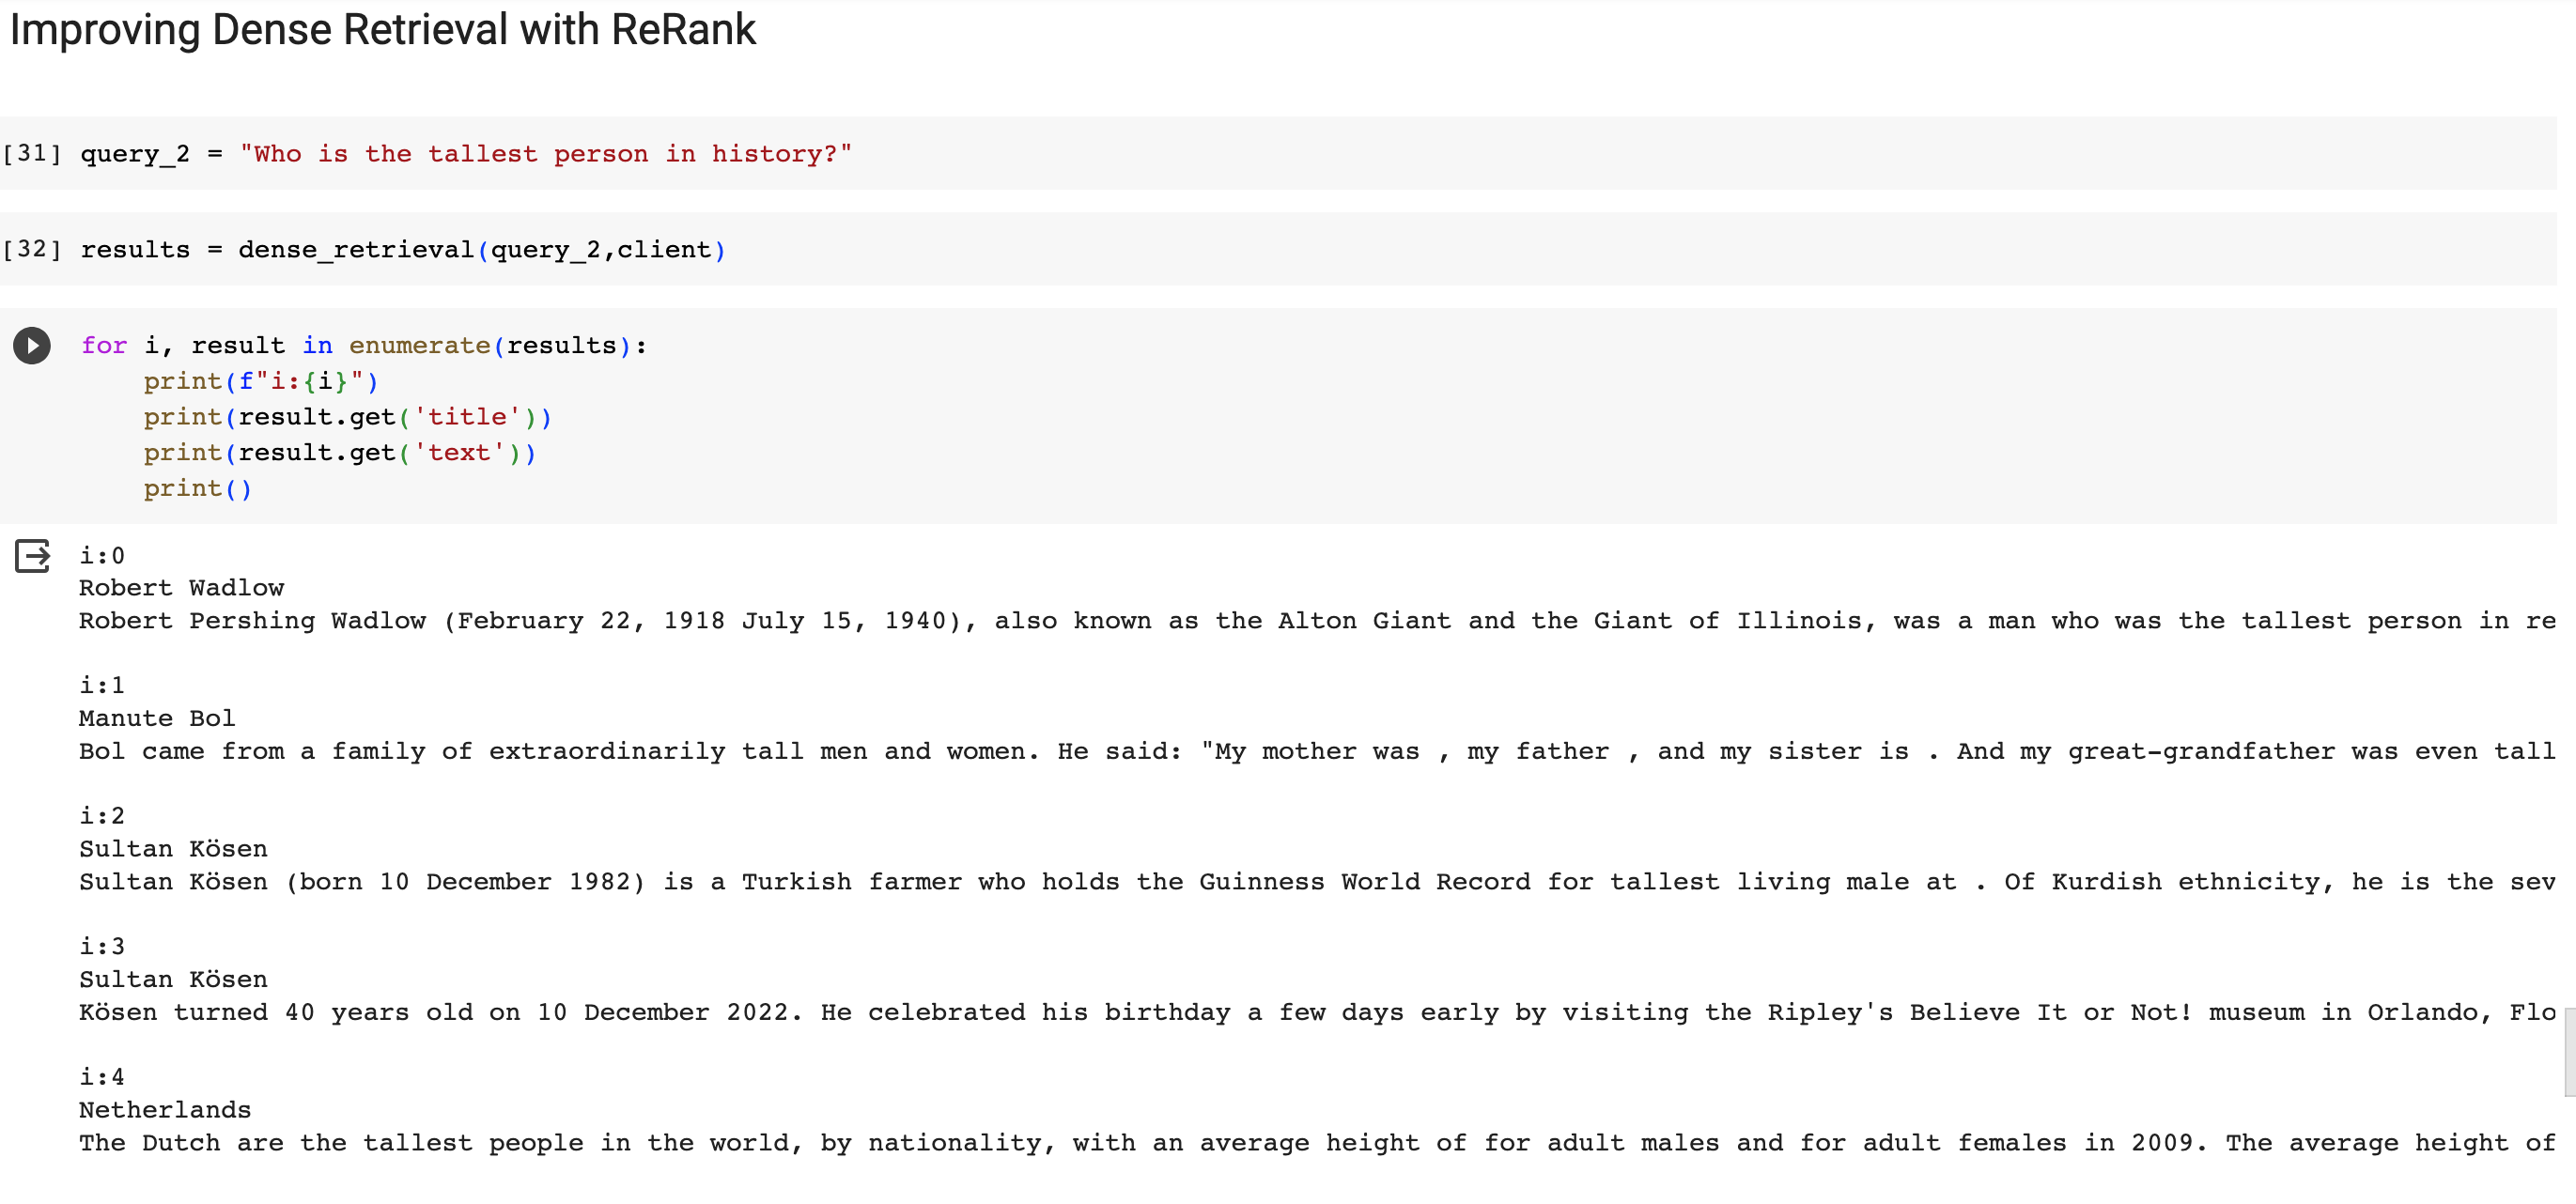 Improving Dense Retrieval with ReRank
[31] query_2 = "Who is the tallest person in history?"
[32] results = dense_retrieval(query_2,client)
for i, result in enumerate(results):
    print(f"i:{i}")
    print(result.get('title'))
    print(result.get('text'))
    print()
i:0
Robert Wadlow
Robert Pershing Wadlow (February 22, 1918 July 15, 1940), also known as the Alton Giant and the Giant of Illinois, was a man who was the tallest person in re
i:1
Manute Bol
Bol came from a family of extraordinarily tall men and women. He said: "My mother was , my father , and my sister is . And my great-grandfather was even tall
i:2
Sultan Kösen
Sultan Kösen (born 10 December 1982) is a Turkish farmer who holds the Guinness World Record for tallest living male at . Of Kurdish ethnicity, he is the sev
i:3
Sultan Kösen
Kösen turned 40 years old on 10 December 2022. He celebrated his birthday a few days early by visiting the Ripley's Believe It or Not! museum in Orlando, Flo
i:4
Netherlands
The Dutch are the tallest people in the world, by nationality, with an average height of for adult males and for adult females in 2009. The average height of